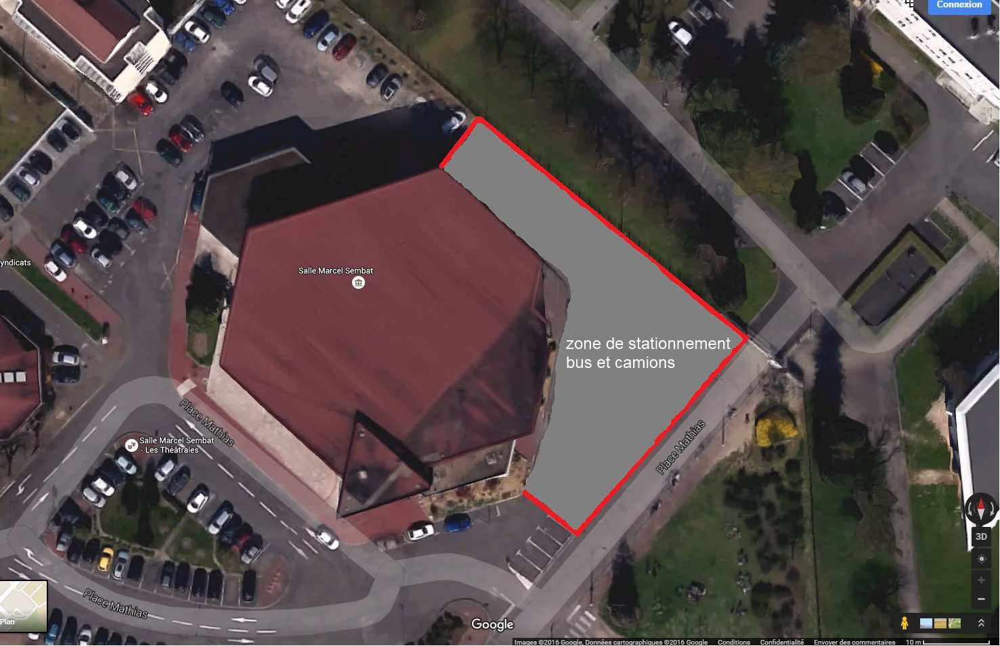 Connexion
yndicats
Salle Marcel Sembat
zone de stationnement
bus et camions
Place Mathias
Place Mathias
Salle Marcel Sembat
- Les Théâtrales
3D
Place Mathias
Plan
Google
Images ©2016 Google, Données cartographiques ©2016 Google Conditions Confidentialité Envoyer des commentaires 10 m